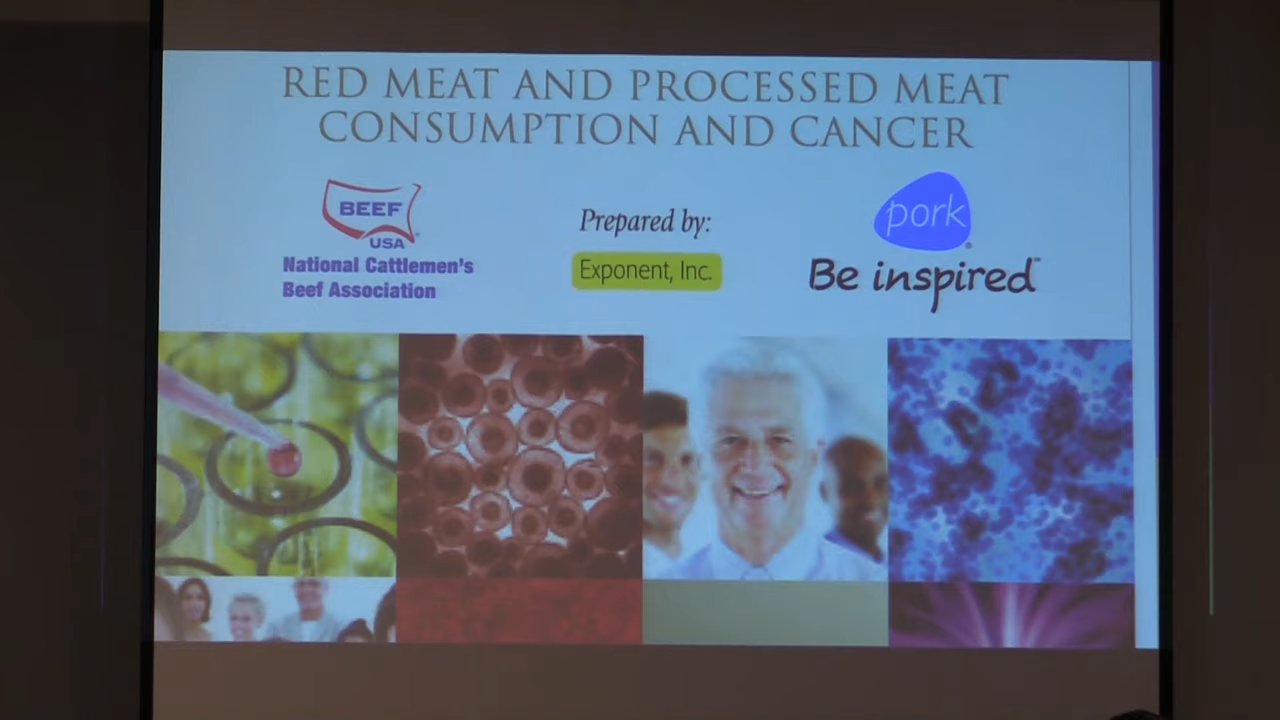 RED MEAT AND PROCESSED MEAT
CONSUMPTION AND CANCER
BEEF
USA
National Cattlemen's
Beef Association
Prepared by:
Exponent, Inc.
pork
®
Be inspired™